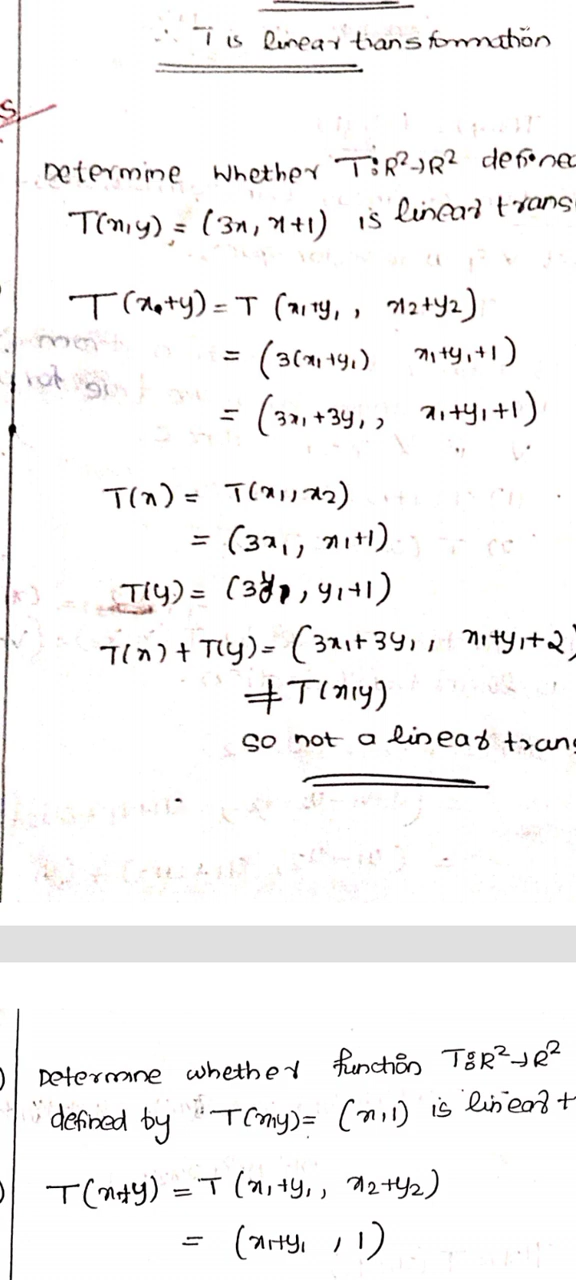 ∴ T is linear transformation
S
Determine whether T:R²→R² defined
T(x,y) = (3x, x+1) is linear trans
T(x+y) = T (x₁+y₁, x₂+y₂)
= (3(x₁+y₁) x₁+y₁+1)
= (3x₁+3y₁, x₁+y₁+1)
T(x) = T(x₁, x₂)
= (3x₁, x₁+1)
T(y) = (3y₁, y₁+1)
T(x) + T(y) = (3x₁+3y₁, x₁+y₁+2)
≠ T(x,y)
so not a linear trans
Determine whether function T:R²→R²
defined by T(x,y) = (x,1) is linear t
T(x+y) = T (x₁+y₁, x₂+y₂)
= (x₁+y₁, 1)